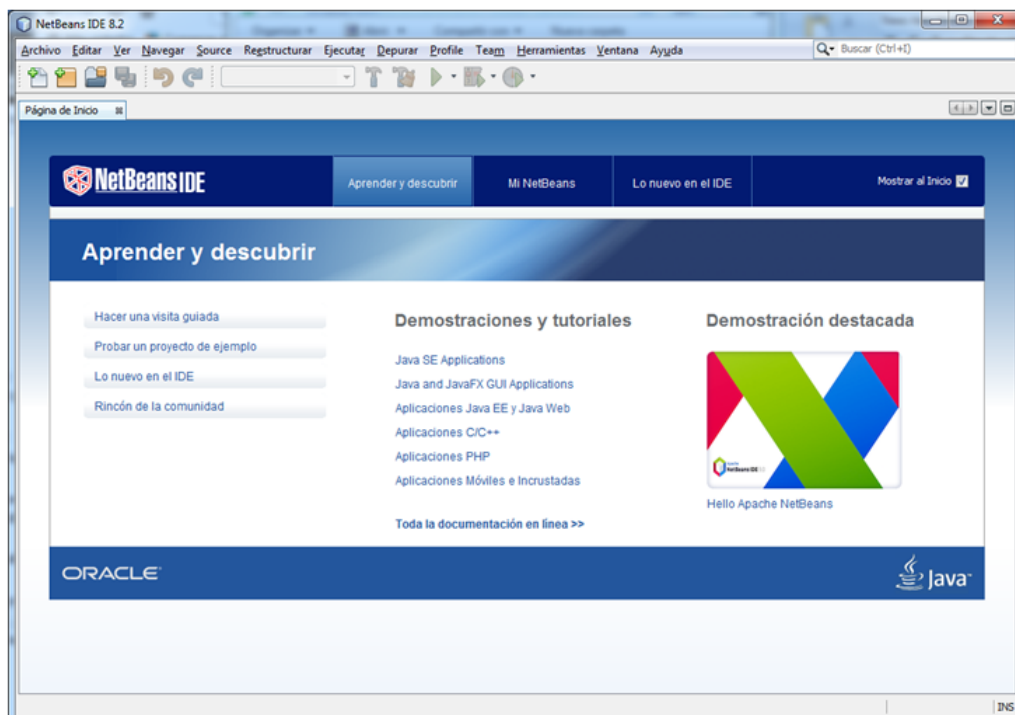 NetBeans IDE 8.2
Archivo Editar Ver Navegar Source Reestructurar Ejecutar Depurar Profile Team Herramientas Ventana Ayuda
Buscar (Ctrl+I)
Página de Inicio
NetBeans IDE
Aprender y descubrir
Mi NetBeans
Lo nuevo en el IDE
Mostrar al Inicio
Aprender y descubrir
Hacer una visita guiada
Probar un proyecto de ejemplo
Lo nuevo en el IDE
Rincón de la comunidad
Demostraciones y tutoriales
Java SE Applications
Java and JavaFX GUI Applications
Aplicaciones Java EE y Java Web
Aplicaciones C/C++
Aplicaciones PHP
Aplicaciones Móviles e Incrustadas
Toda la documentación en línea >>
Demostración destacada
NetBeans IDE
Hello Apache NetBeans
ORACLE
Java
INS